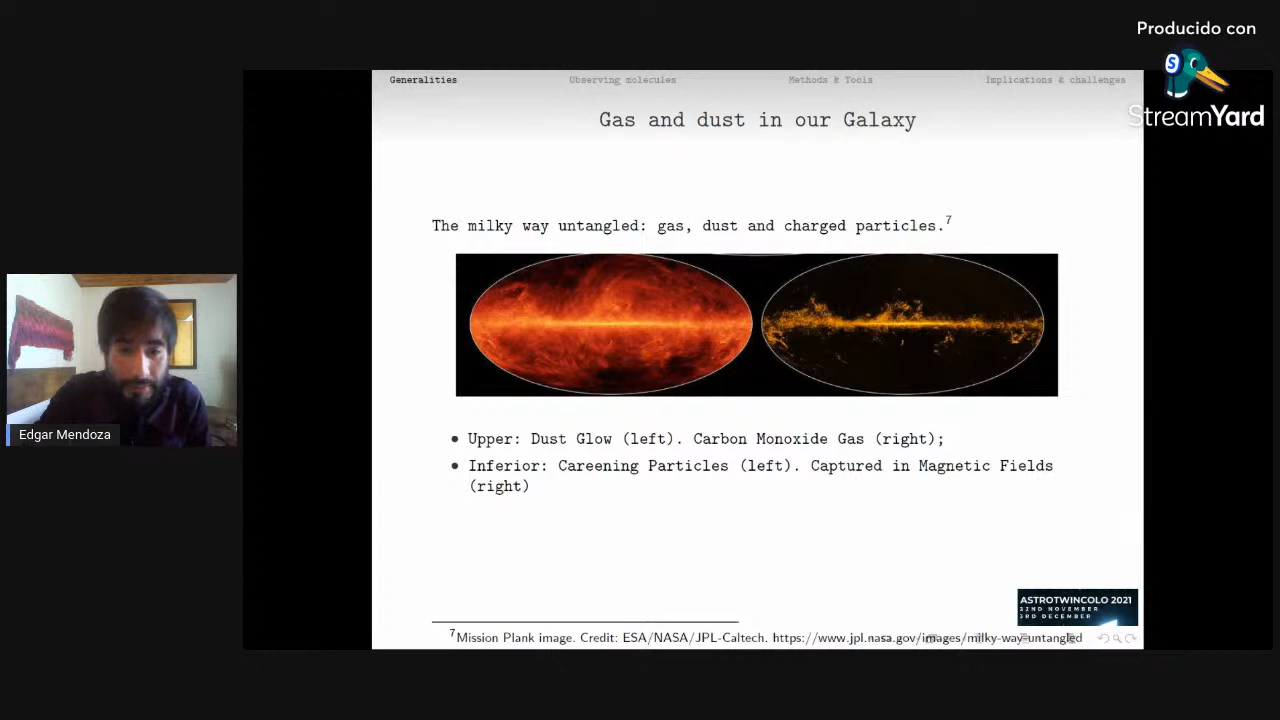 Producido con
StreamYard
Generalities Observing molecules Methods & Tools Implications & challenges
Gas and dust in our Galaxy
The milky way untangled: gas, dust and charged particles.7
• Upper: Dust Glow (left). Carbon Monoxide Gas (right);
• Inferior: Careening Particles (left). Captured in Magnetic Fields
(right)
Edgar Mendoza
ASTROTWINCOLO 2021
22ND NOVEMBER
3RD DECEMBER
7Mission Plank image. Credit: ESA/NASA/JPL-Caltech. https://www.jpl.nasa.gov/images/milky-way-untangled